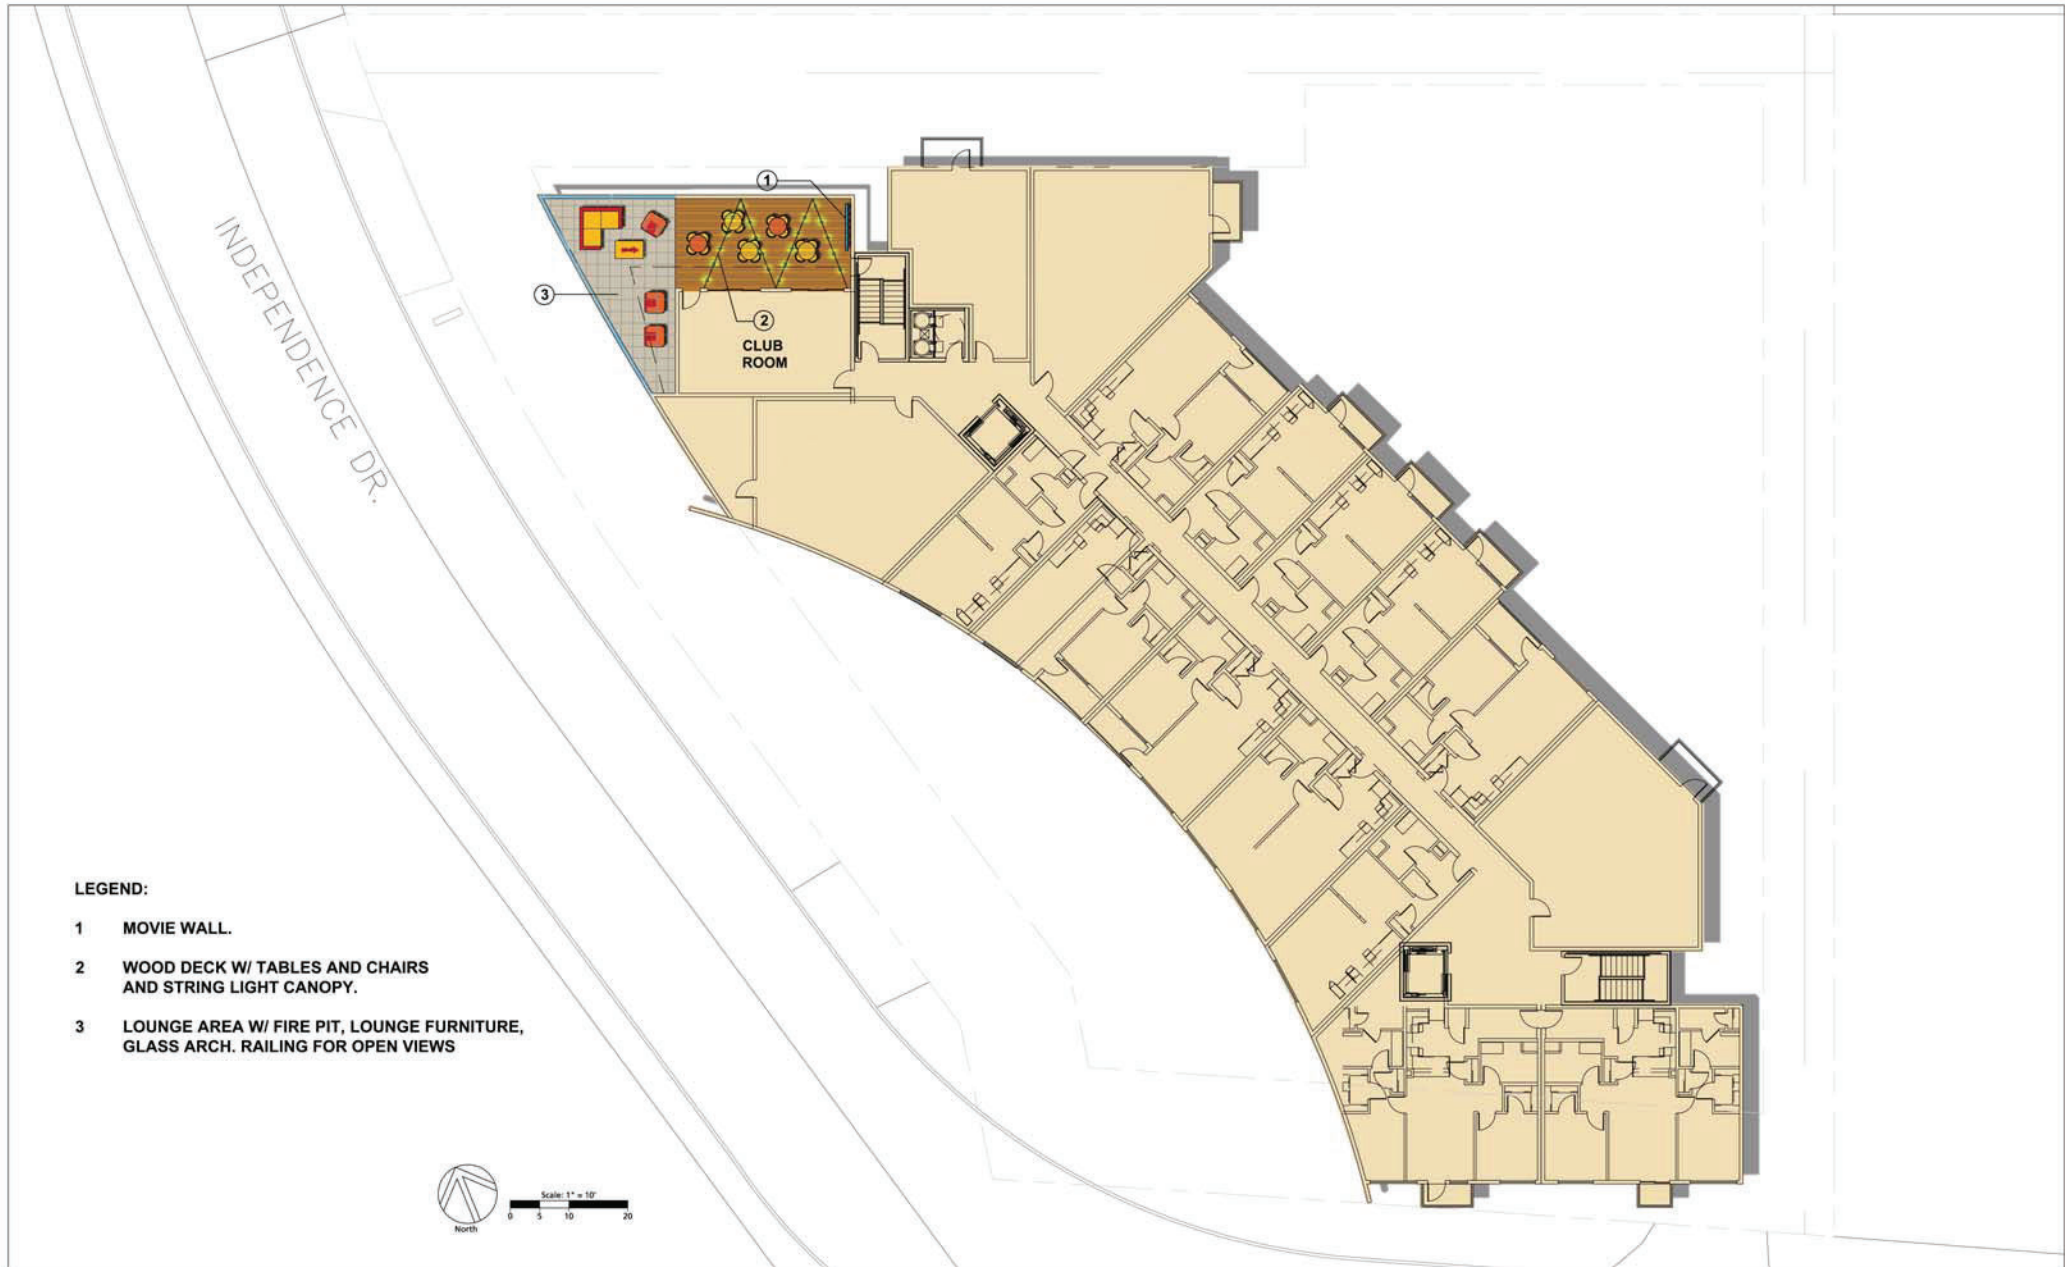 1
3
2
CLUB
ROOM
INDEPENDENCE DR.
LEGEND:
1 MOVIE WALL.
2 WOOD DECK W/ TABLES AND CHAIRS
AND STRING LIGHT CANOPY.
3 LOUNGE AREA W/ FIRE PIT, LOUNGE FURNITURE,
GLASS ARCH. RAILING FOR OPEN VIEWS
North
Scale: 1" = 10'
0 5 10 20